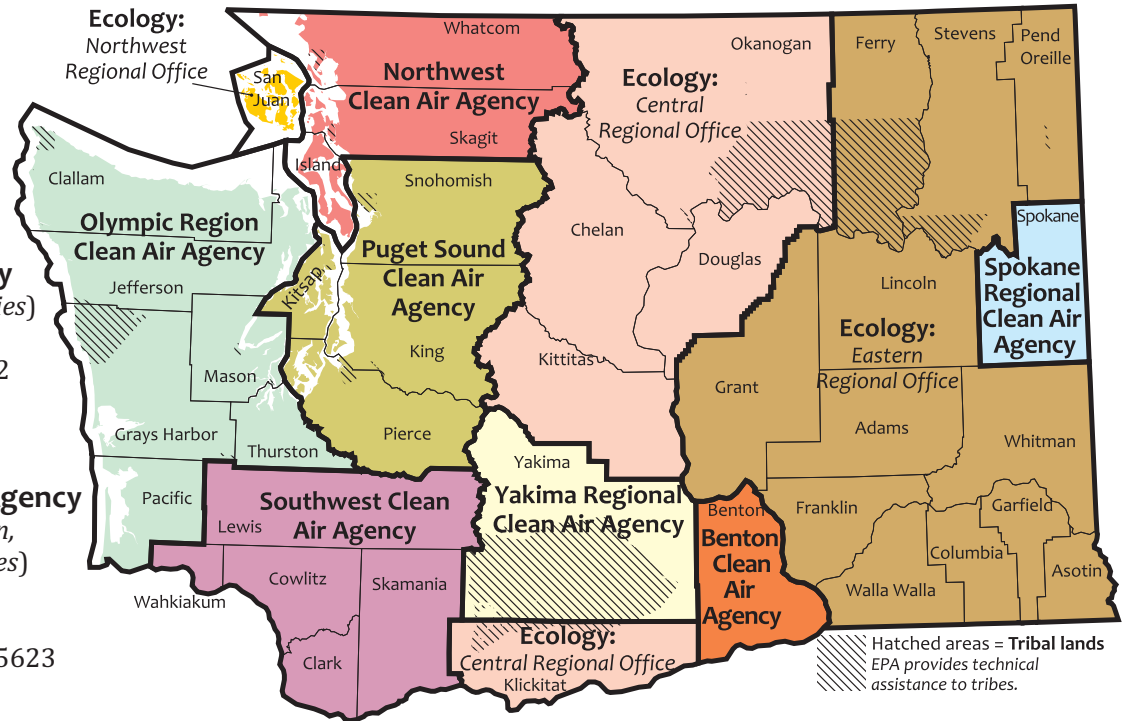 Ecology:
Northwest
Regional Office
San
Juan
Whatcom
Northwest
Clean Air Agency
Skagit
Island
Okanogan
Ecology:
Central
Regional Office
Ferry
Stevens
Pend
Oreille
Clallam
Olympic Region
Clean Air Agency
Jefferson
Snohomish
Puget Sound
Clean Air
Agency
Kitsap
King
Chelan
Douglas
Spokane
Spokane
Regional
Clean Air
Agency
Lincoln
Ecology:
Eastern
Regional Office
y
ies)
2
Mason
Kittitas
Grant
Adams
Whitman
Grays Harbor
Thurston
Pierce
Yakima
Yakima Regional
Clean Air Agency
gency
n,
es)
Pacific
Southwest Clean
Air Agency
Lewis
Benton
Benton
Clean
Air
Agency
Franklin
Garfield
Columbia
Asotin
Walla Walla
Wahkiakum
Cowlitz
Skamania
Clark
Ecology:
Central Regional Office
Klickitat
5623
Hatched areas = Tribal lands
EPA provides technical
assistance to tribes.